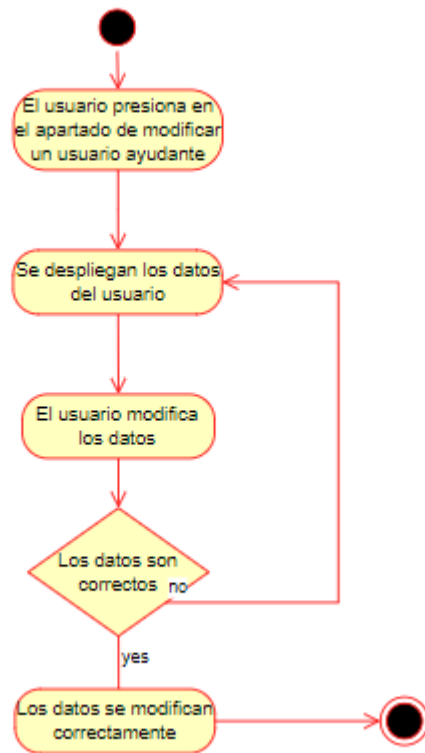 El usuario presiona en
el apartado de modificar
un usuario ayudante
Se despliegan los datos
del usuario
El usuario modifica
los datos
Los datos son
correctos
no
yes
Los datos se modifican
correctamente